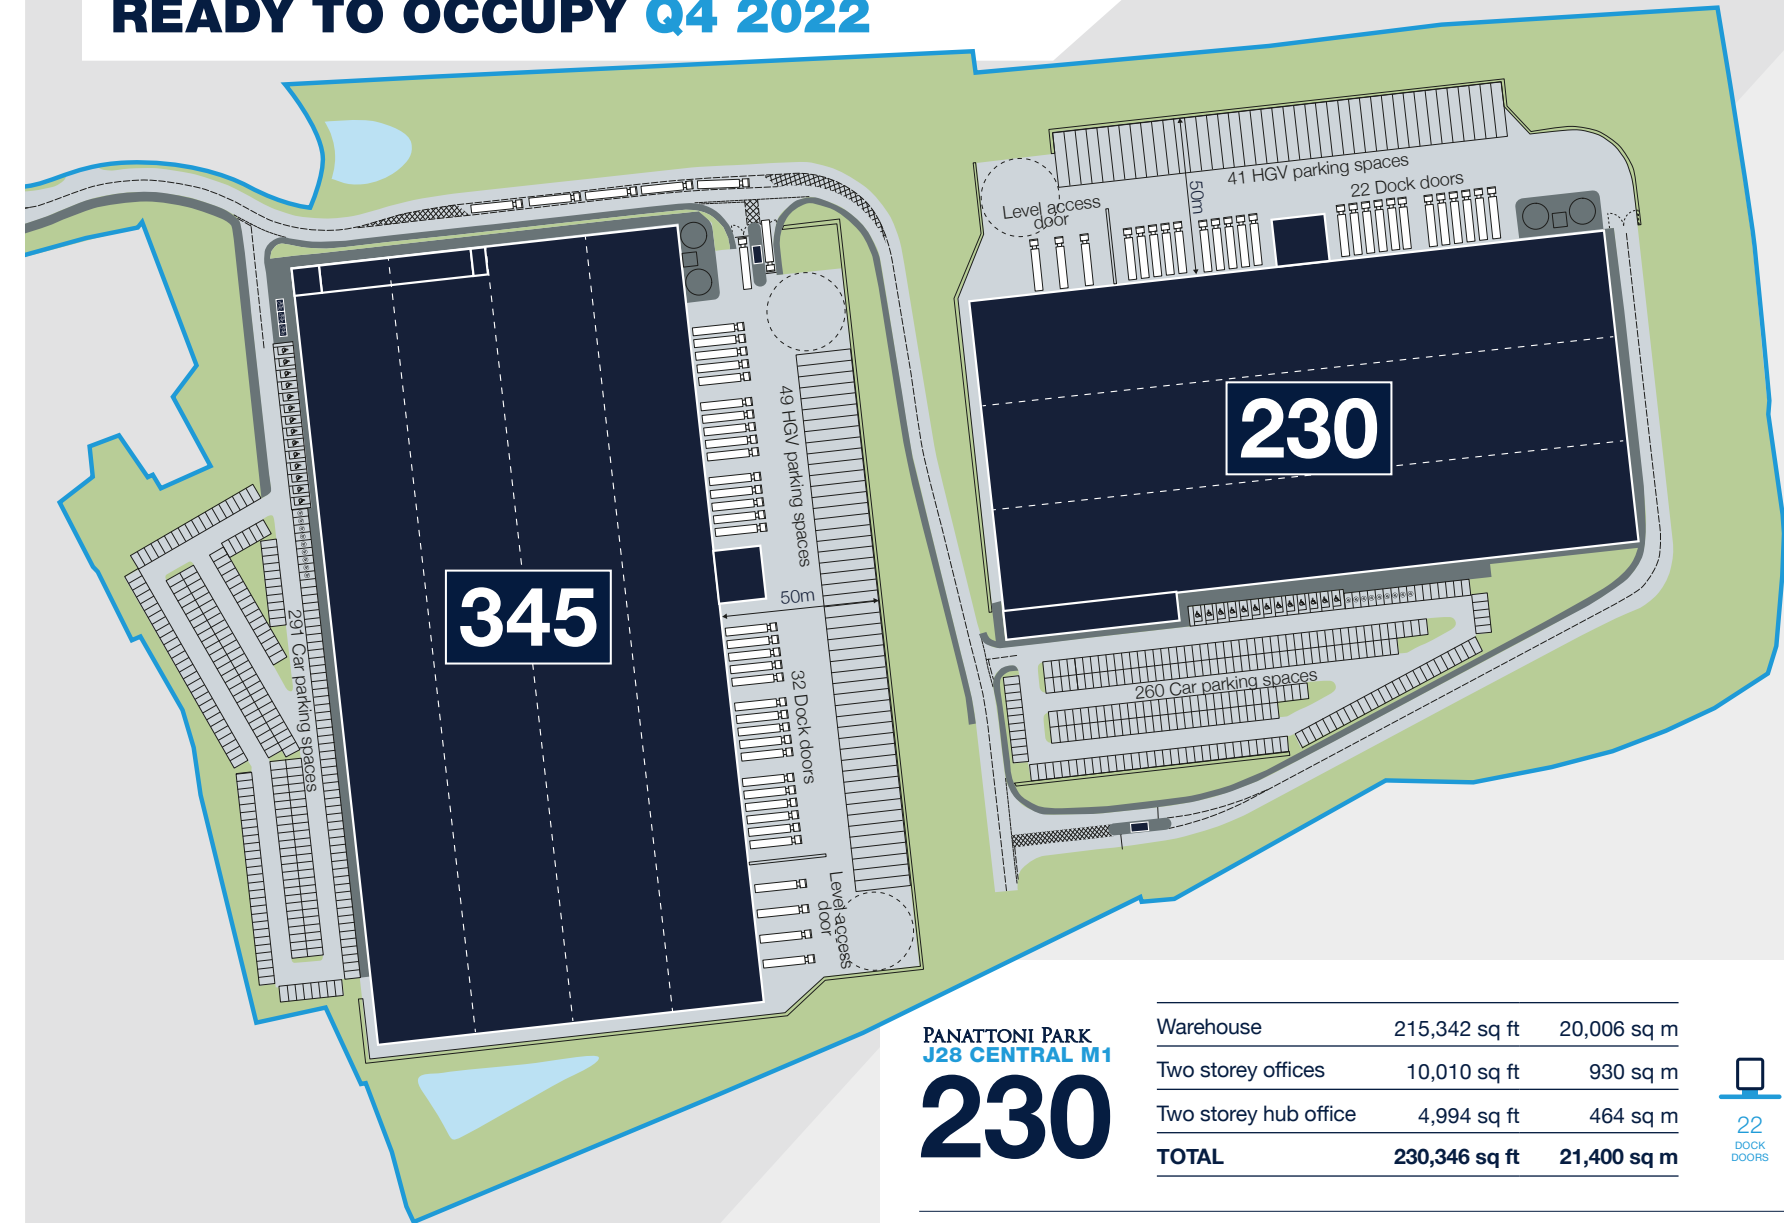 READY TO OCCUPY Q4 2022
41 HGV parking spaces
22 Dock doors
50m
Level access
door
230
49 HGV parking spaces
345
50m
32 Dock doors
291 Car parking spaces
260 Car parking spaces
Level access
door
PANATTONI PARK
J28 CENTRAL M1
230
Warehouse 215,342 sq ft 20,006 sq m
Two storey offices 10,010 sq ft 930 sq m
Two storey hub office 4,994 sq ft 464 sq m
TOTAL 230,346 sq ft 21,400 sq m
22
DOCK
DOORS